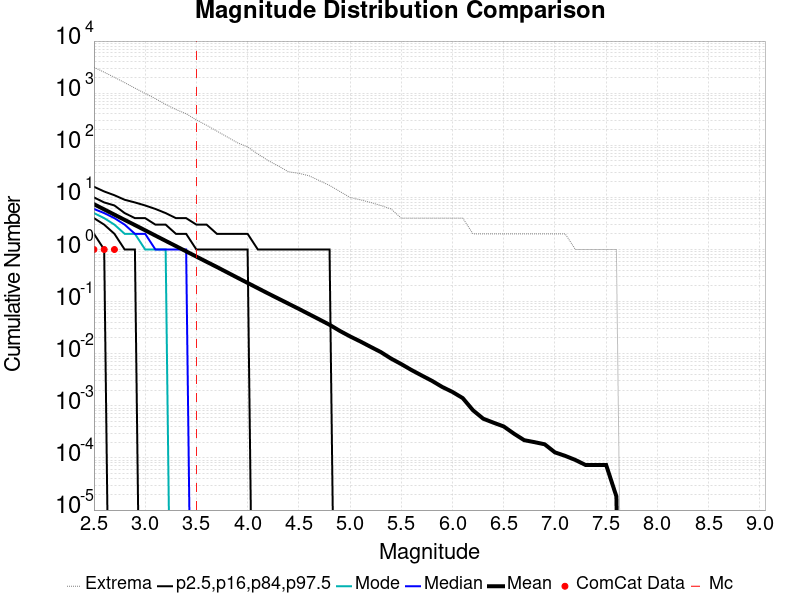 Magnitude Distribution Comparison
10^4
10^3
10^2
10^1
10^0
10^-1
10^-2
10^-3
10^-4
10^-5
Cumulative Number
2.5 3.0 3.5 4.0 4.5 5.0 5.5 6.0 6.5 7.0 7.5 8.0 8.5 9.0
Magnitude
Extrema p2.5,p16,p84,p97.5 Mode Median Mean ComCat Data Mc